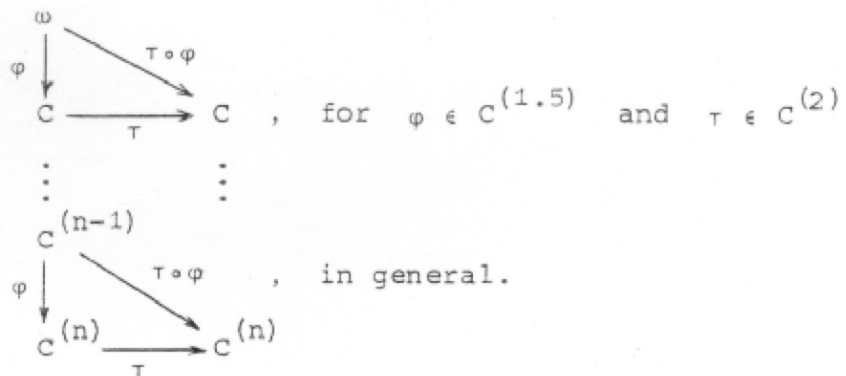 ω
φ τ∘φ
C τ C , for φ ϵ C^(1.5) and τ ϵ C^(2)
⋮ ⋮
C^(n-1)
φ τ∘φ , in general.
C^(n) τ C^(n)